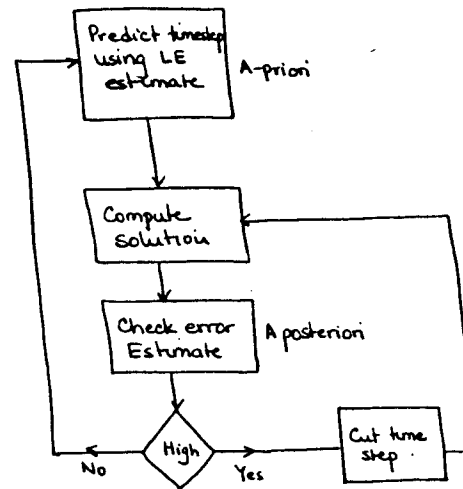 Predict timestep
using LE
estimate
A-priori
Compute
solution
Check error
Estimate
A posteriori
High
No
Yes
Cut time
step.